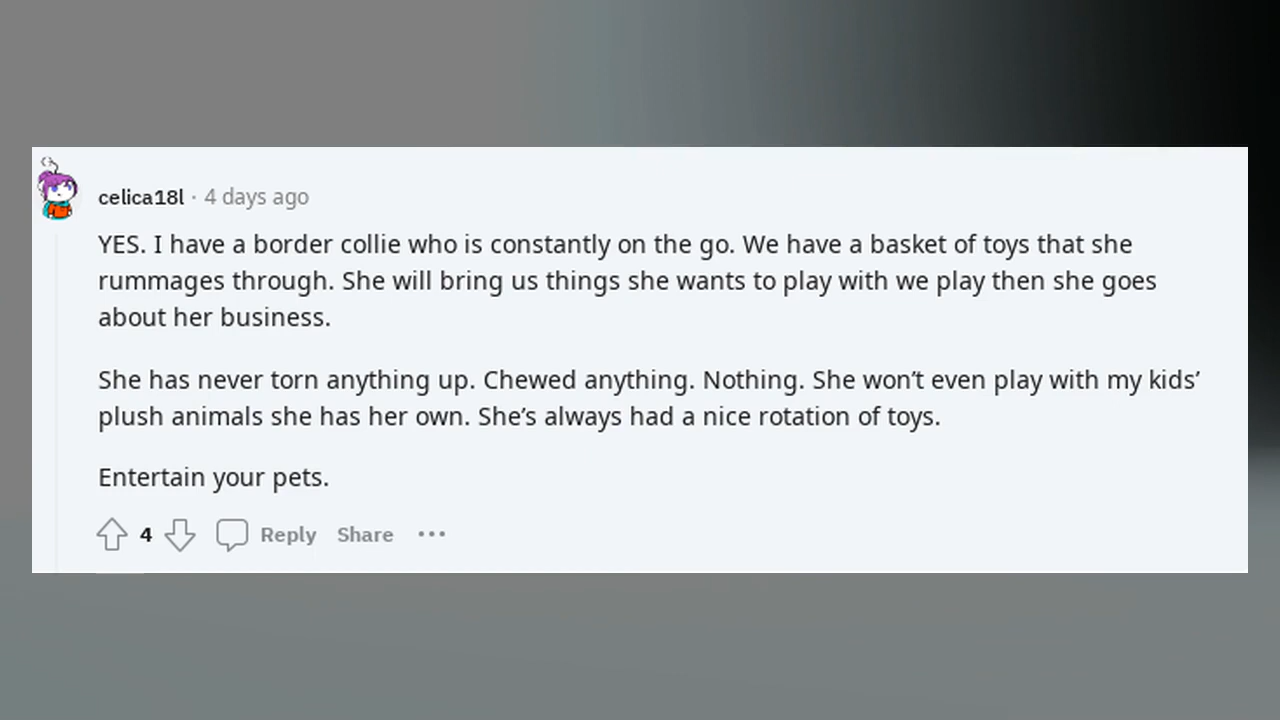 celica18l · 4 days ago
YES. I have a border collie who is constantly on the go. We have a basket of toys that she
rummages through. She will bring us things she wants to play with we play then she goes
about her business.
She has never torn anything up. Chewed anything. Nothing. She won’t even play with my kids’
plush animals she has her own. She’s always had a nice rotation of toys.
Entertain your pets.
4 Reply Share ···